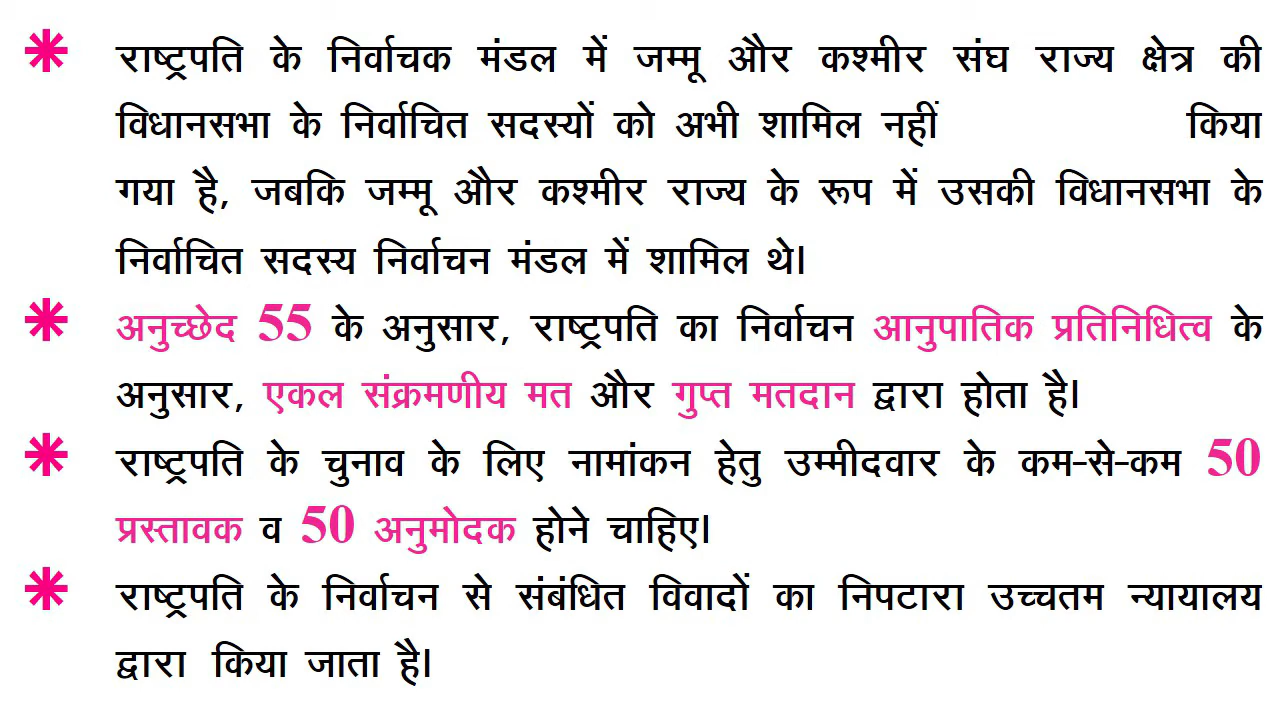 * राष्ट्रपति के निर्वाचक मंडल में जम्मू और कश्मीर संघ राज्य क्षेत्र की
विधानसभा के निर्वाचित सदस्यों को अभी शामिल नहीं किया
गया है, जबकि जम्मू और कश्मीर राज्य के रूप में उसकी विधानसभा के
निर्वाचित सदस्य निर्वाचन मंडल में शामिल थे।
* अनुच्छेद 55 के अनुसार, राष्ट्रपति का निर्वाचन आनुपातिक प्रतिनिधित्व के
अनुसार, एकल संक्रमणीय मत और गुप्त मतदान द्वारा होता है।
* राष्ट्रपति के चुनाव के लिए नामांकन हेतु उम्मीदवार के कम-से-कम 50
प्रस्तावक व 50 अनुमोदक होने चाहिए।
* राष्ट्रपति के निर्वाचन से संबंधित विवादों का निपटारा उच्चतम न्यायालय
द्वारा किया जाता है।